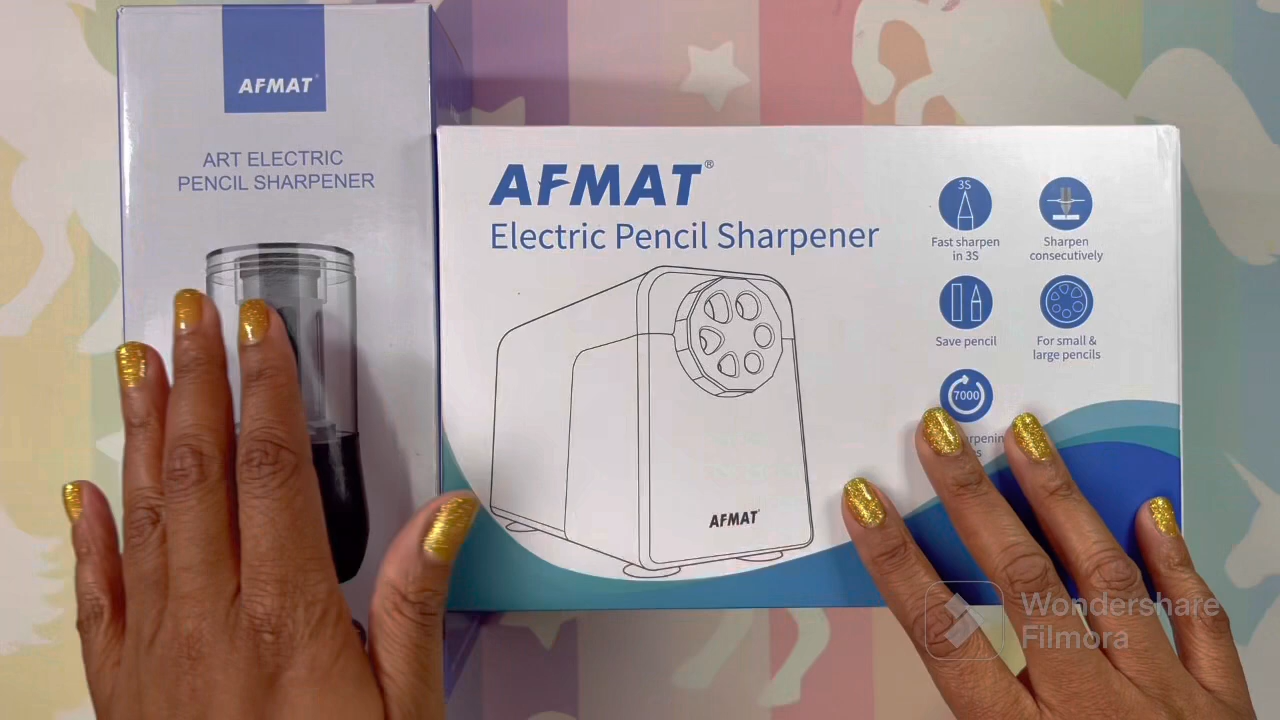 AFMAT
ART ELECTRIC
PENCIL SHARPENER
AFMAT®
Electric Pencil Sharpener
3S
Fast sharpen
in 3S
Sharpen
consecutively
Save pencil
For small &
large pencils
7000
AFMAT
Wondershare
Filmora